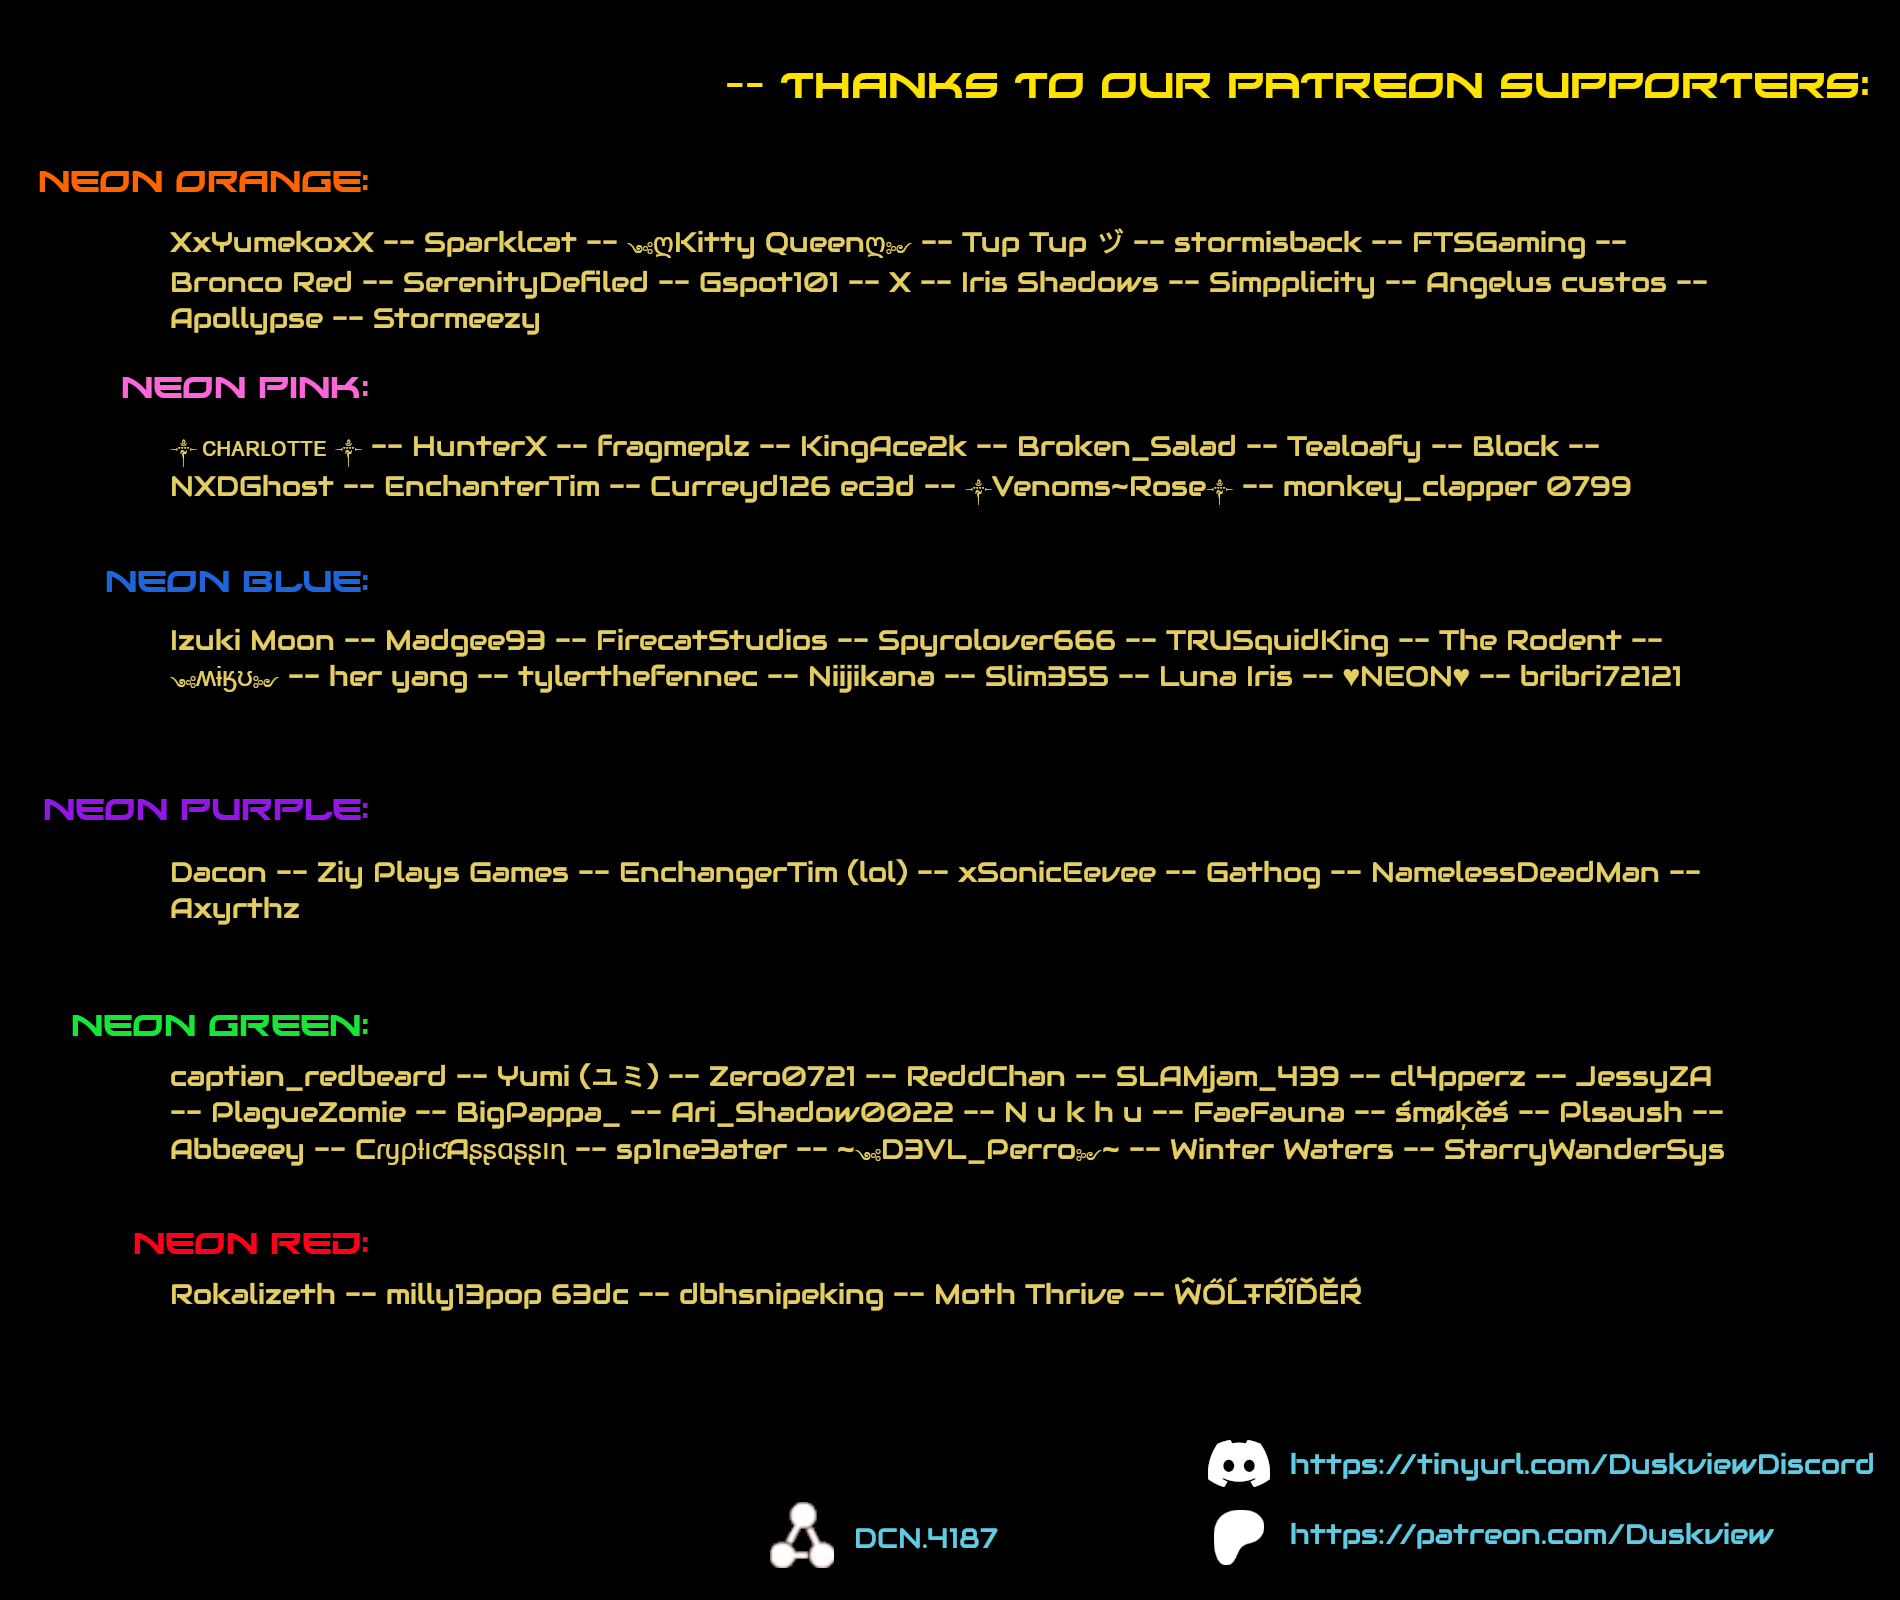 -- THANKS TO OUR PATREON SUPPORTERS:
NEON ORANGE:
XxYumekoxX -- Sparklcat -- ༺ღKitty Queenღ༻ -- Tup Tup ヅ -- stormisback -- FTSGaming --
Bronco Red -- SerenityDefiled -- Gspot101 -- X -- Iris Shadows -- Simpplicity -- Angelus custos --
Apollypse -- Stormeezy
NEON PINK:
⸸ ᴄʜᴀʀʟᴏᴛᴛᴇ ⸸ -- HunterX -- fragmeplz -- KingAce2k -- Broken_Salad -- Tealoafy -- Block --
NXDGhost -- EnchanterTim -- Curreyd126 ec3d -- ⸸Venoms~Rose⸸ -- monkey_clapper 0799
NEON BLUE:
Izuki Moon -- Madgee93 -- FirecatStudios -- Spyrolover666 -- TRUSquidKing -- The Rodent --
༺ʍɨӄʊ༻ -- her yang -- tylerthefennec -- Niijikana -- Slim355 -- Luna Iris -- ♥NEON♥ -- bribri72121
NEON PURPLE:
Dacon -- Ziy Plays Games -- EnchangerTim (lol) -- xSonicEevee -- Gathog -- NamelessDeadMan --
Axyrthz
NEON GREEN:
captian_redbeard -- Yumi (ユミ) -- Zero0721 -- ReddChan -- SLAMjam_439 -- cl4pperz -- JessyZA
-- PlagueZomie -- BigPappa_ -- Ari_Shadow0022 -- N u k h u -- FaeFauna -- śmøķěś -- Plsaush --
Abbeeey -- CɾყρƚιƈAʂʂαʂʂιɳ -- sp1ne3ater -- ~༺D3VL_Perro༻~ -- Winter Waters -- StarryWanderSys
NEON RED:
Rokalizeth -- milly13pop 63dc -- dbhsnipeking -- Moth Thrive -- ŴŐĹŦŔĨĎĔŔ
https://tinyurl.com/DuskviewDiscord
DCN.4187
https://patreon.com/Duskview